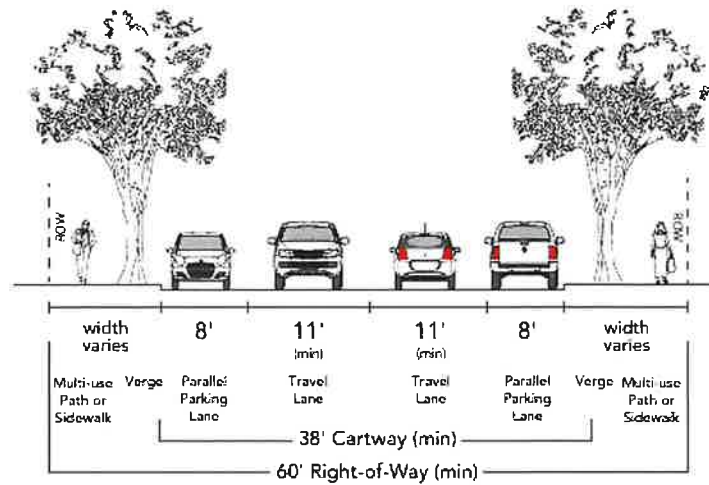 ROW
ROW
width varies
8'
11' (min)
11' (min)
8'
width varies
Multi-use Path or Sidewalk
Verge
Parallel Parking Lane
Travel Lane
Travel Lane
Parallel Parking Lane
Verge
Multi-use Path or Sidewalk
38' Cartway (min)
60' Right-of-Way (min)